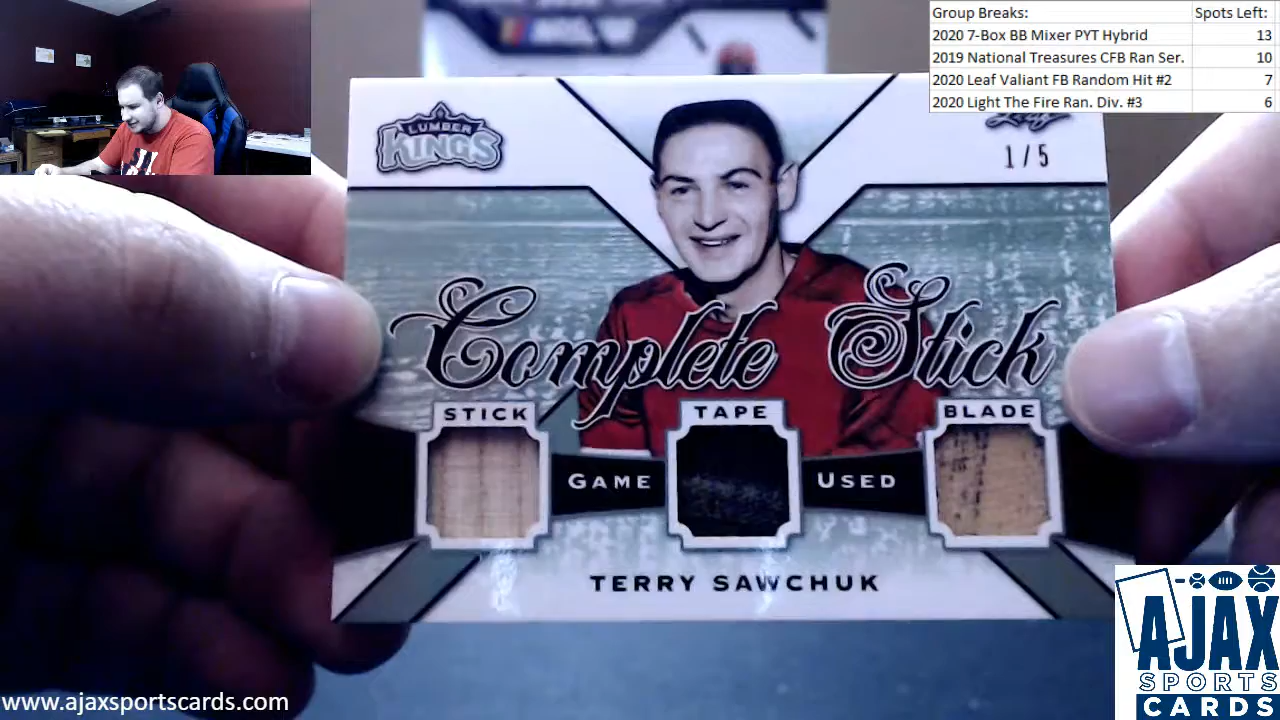 Group Breaks: Spots Left:
2020 7-Box BB Mixer PYT Hybrid 13
2019 National Treasures CFB Ran Ser. 10
2020 Leaf Valiant FB Random Hit #2 7
2020 Light The Fire Ran. Div. #3 6
LUMBER
KINGS
Leaf
1/5
Complete Stick
STICK TAPE BLADE
GAME USED
TERRY SAWCHUK
AJAX
SPORTS
CARDS
www.ajaxsportscards.com